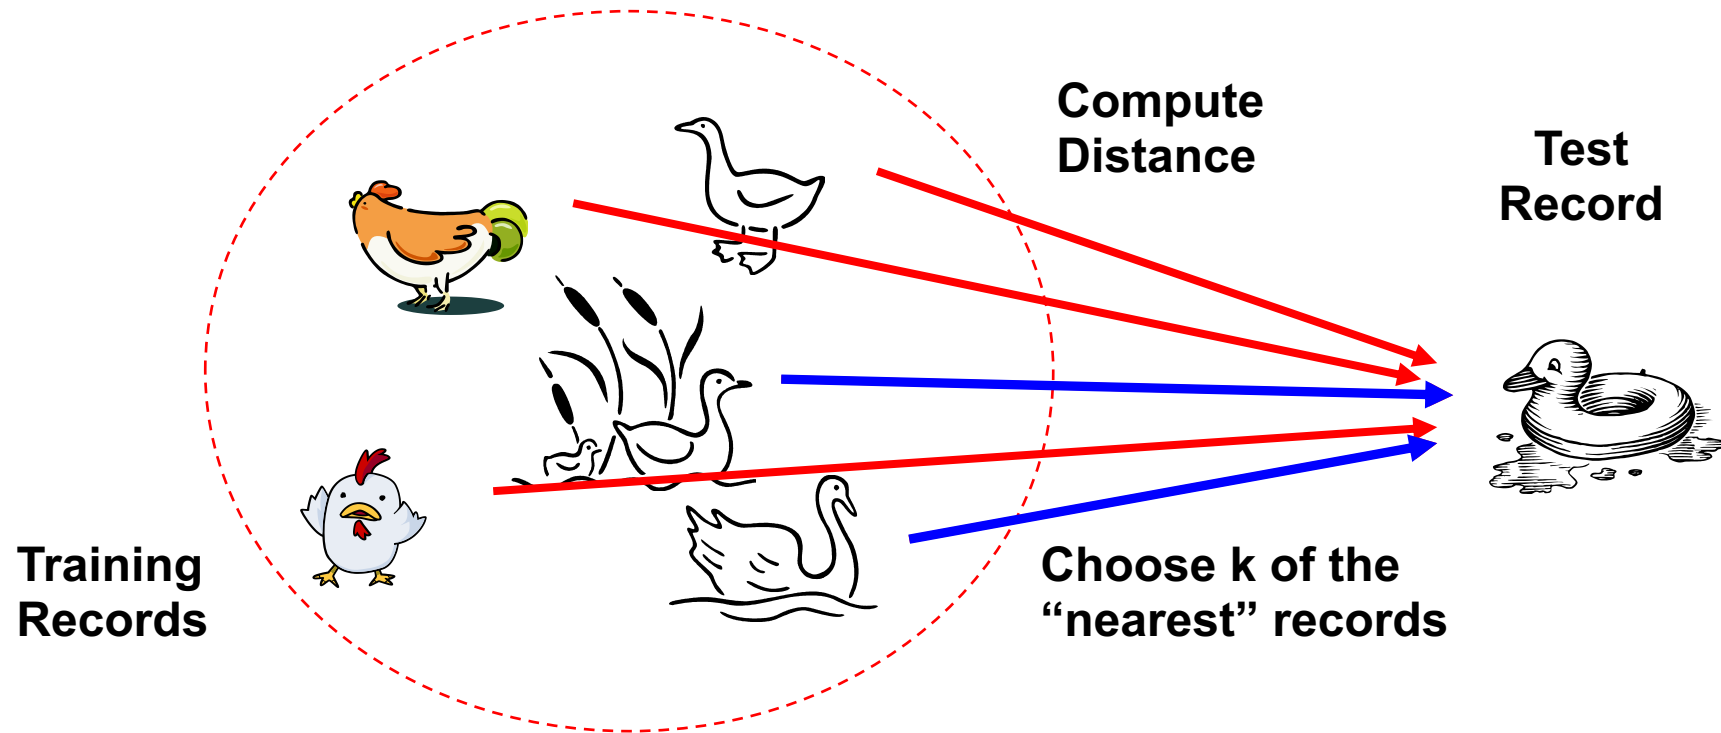 Compute
Distance
Test
Record
Training
Records
Choose k of the
“nearest” records